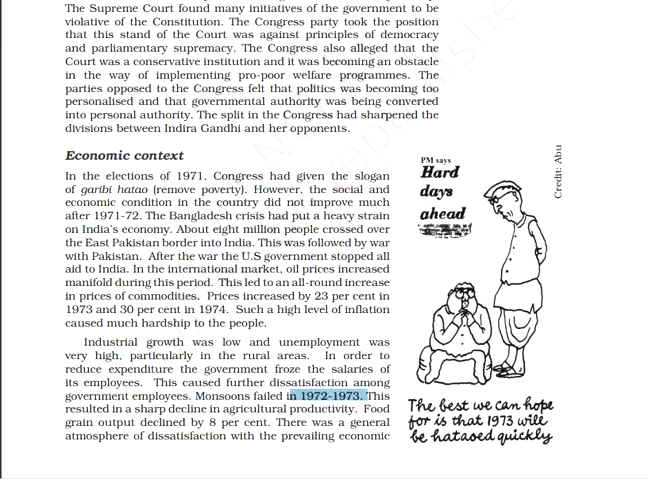 The Supreme Court found many initiatives of the government to be
violative of the Constitution. The Congress party took the position
that this stand of the Court was against principles of democracy
and parliamentary supremacy. The Congress also alleged that the
Court was a conservative institution and it was becoming an obstacle
in the way of implementing pro-poor welfare programmes. The
parties opposed to the Congress felt that politics was becoming too
personalised and that governmental authority was being converted
into personal authority. The split in the Congress had sharpened the
divisions between Indira Gandhi and her opponents.
Economic context
In the elections of 1971, Congress had given the slogan
of garibi hatao (remove poverty). However, the social and
economic condition in the country did not improve much
after 1971-72. The Bangladesh crisis had put a heavy strain
on India's economy. About eight million people crossed over
the East Pakistan border into India. This was followed by war
with Pakistan. After the war the U.S government stopped all
aid to India. In the international market, oil prices increased
manifold during this period. This led to an all-round increase
in prices of commodities. Prices increased by 23 per cent in
1973 and 30 per cent in 1974. Such a high level of inflation
caused much hardship to the people.
Industrial growth was low and unemployment was
very high, particularly in the rural areas. In order to
reduce expenditure the government froze the salaries of
its employees. This caused further dissatisfaction among
government employees. Monsoons failed in 1972-1973. This
resulted in a sharp decline in agricultural productivity. Food
grain output declined by 8 per cent. There was a general
atmosphere of dissatisfaction with the prevailing economic
PM says
Hard
days
ahead
Credit: Abu
The best we can hope
for is that 1973 will
be hataoed quickly